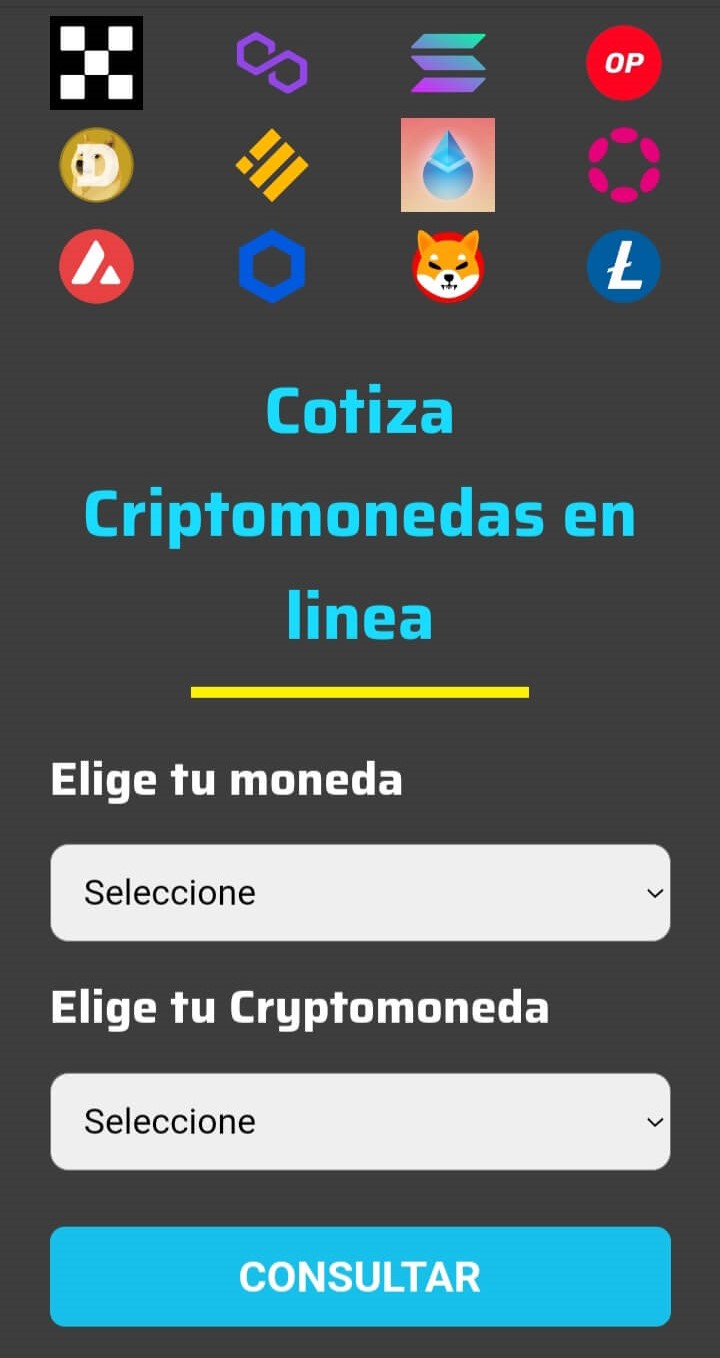 OP
Cotiza
Criptomonedas en
linea
Elige tu moneda
Seleccione
Elige tu Cryptomoneda
Seleccione
CONSULTAR